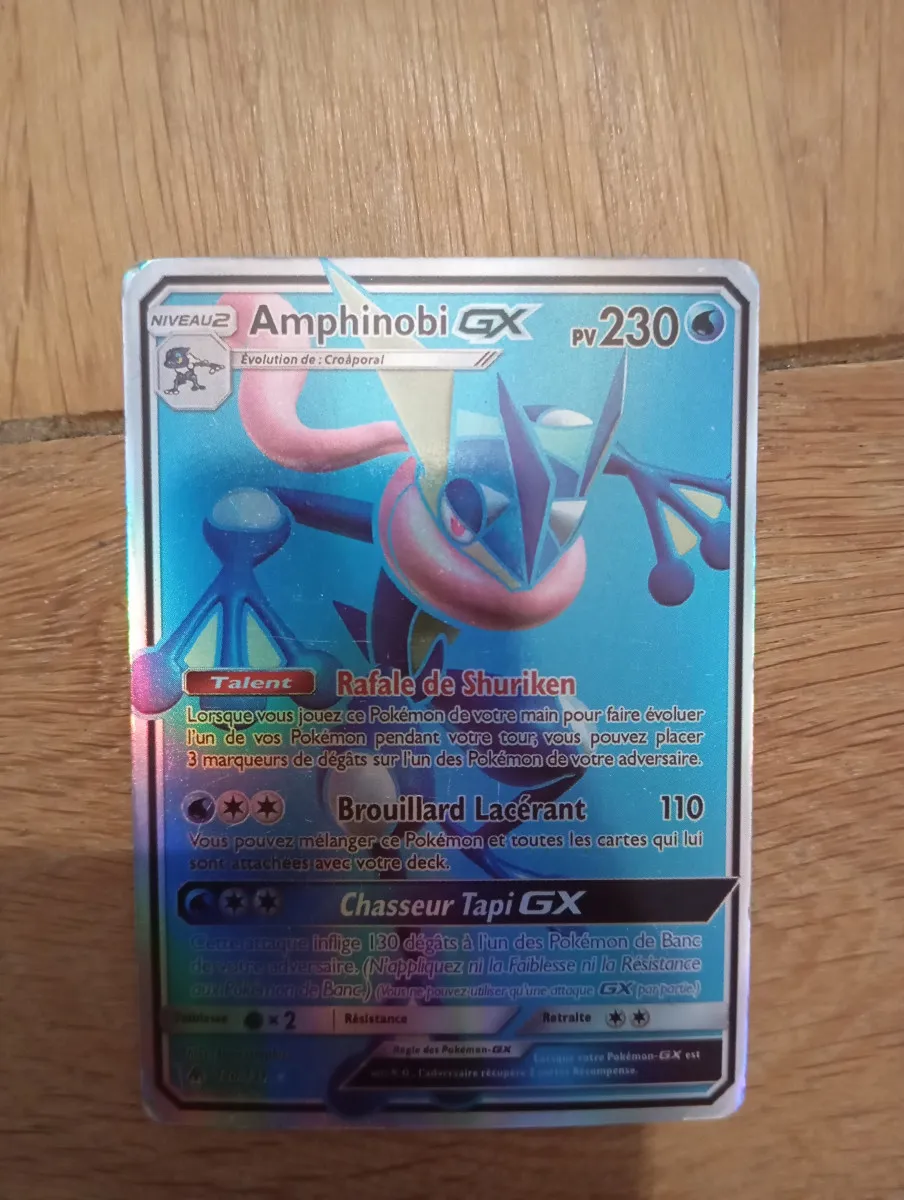 NIVEAU2
Amphinobi GX
PV230
Évolution de : Croâporal
Talent Rafale de Shuriken
Lorsque vous jouez ce Pokémon de votre main pour faire évoluer
l'un de vos Pokémon pendant votre tour, vous pouvez placer
3 marqueurs de dégâts sur l'un des Pokémon de votre adversaire.
Brouillard Lacérant 110
Vous pouvez mélanger ce Pokémon et toutes les cartes qui lui
sont attachées avec votre deck.
Chasseur Tapi GX
Cette attaque inflige 130 dégâts à l'un des Pokémon de Banc
de votre adversaire. (N'appliquez ni la Faiblesse ni la Résistance
aux Pokémon de Banc.) (Vous ne pouvez utiliser qu'une attaque GX par partie.)
Faiblesse × 2 Résistance Retraite
Règle des Pokémon-GX
Lorsque votre Pokémon-GX est
K.O., l'adversaire récupère 2 cartes Récompense.